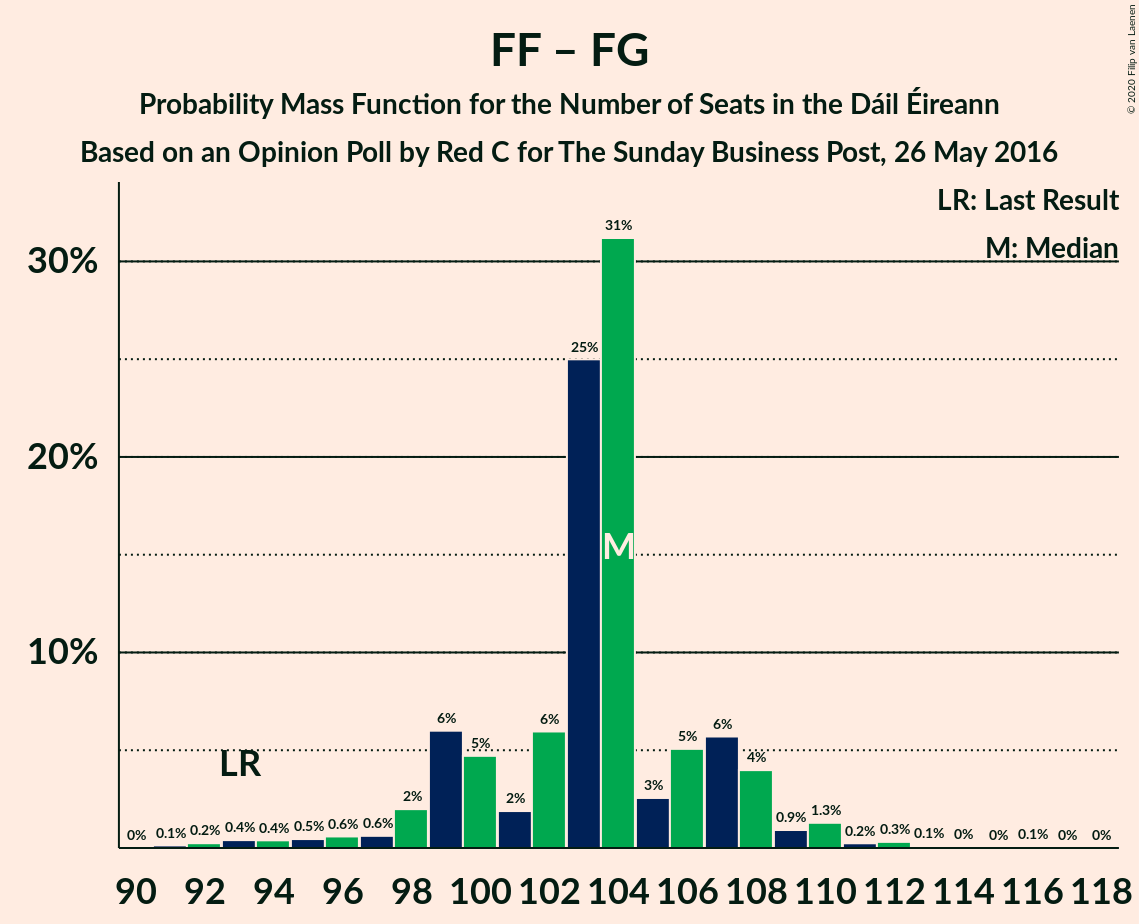 FF – FG
Probability Mass Function for the Number of Seats in the Dáil Éireann
Based on an Opinion Poll by Red C for The Sunday Business Post, 26 May 2016
© 2020 Filip van Laenen
LR: Last Result
M: Median
30%
20%
10%
0% 0.1% 0.2% 0.4% 0.4% 0.5% 0.6% 0.6% 2% 6% 5% 2% 6% 25% 31% 3% 5% 6% 4% 0.9% 1.3% 0.2% 0.3% 0.1% 0% 0% 0.1% 0% 0%
LR
M
90 92 94 96 98 100 102 104 106 108 110 112 114 116 118